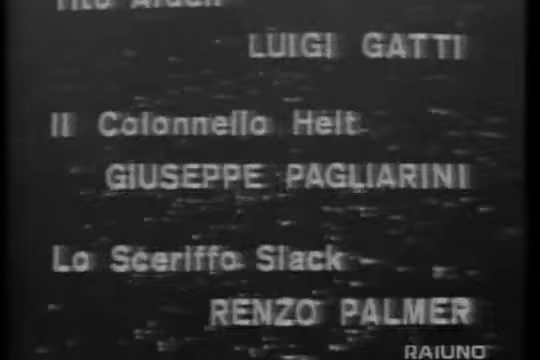 LUIGI GATTI
Il Colonnello Helt
GIUSEPPE PAGLIARINI
Lo Sceriffo Slack
RENZO PALMER
RAIUNO